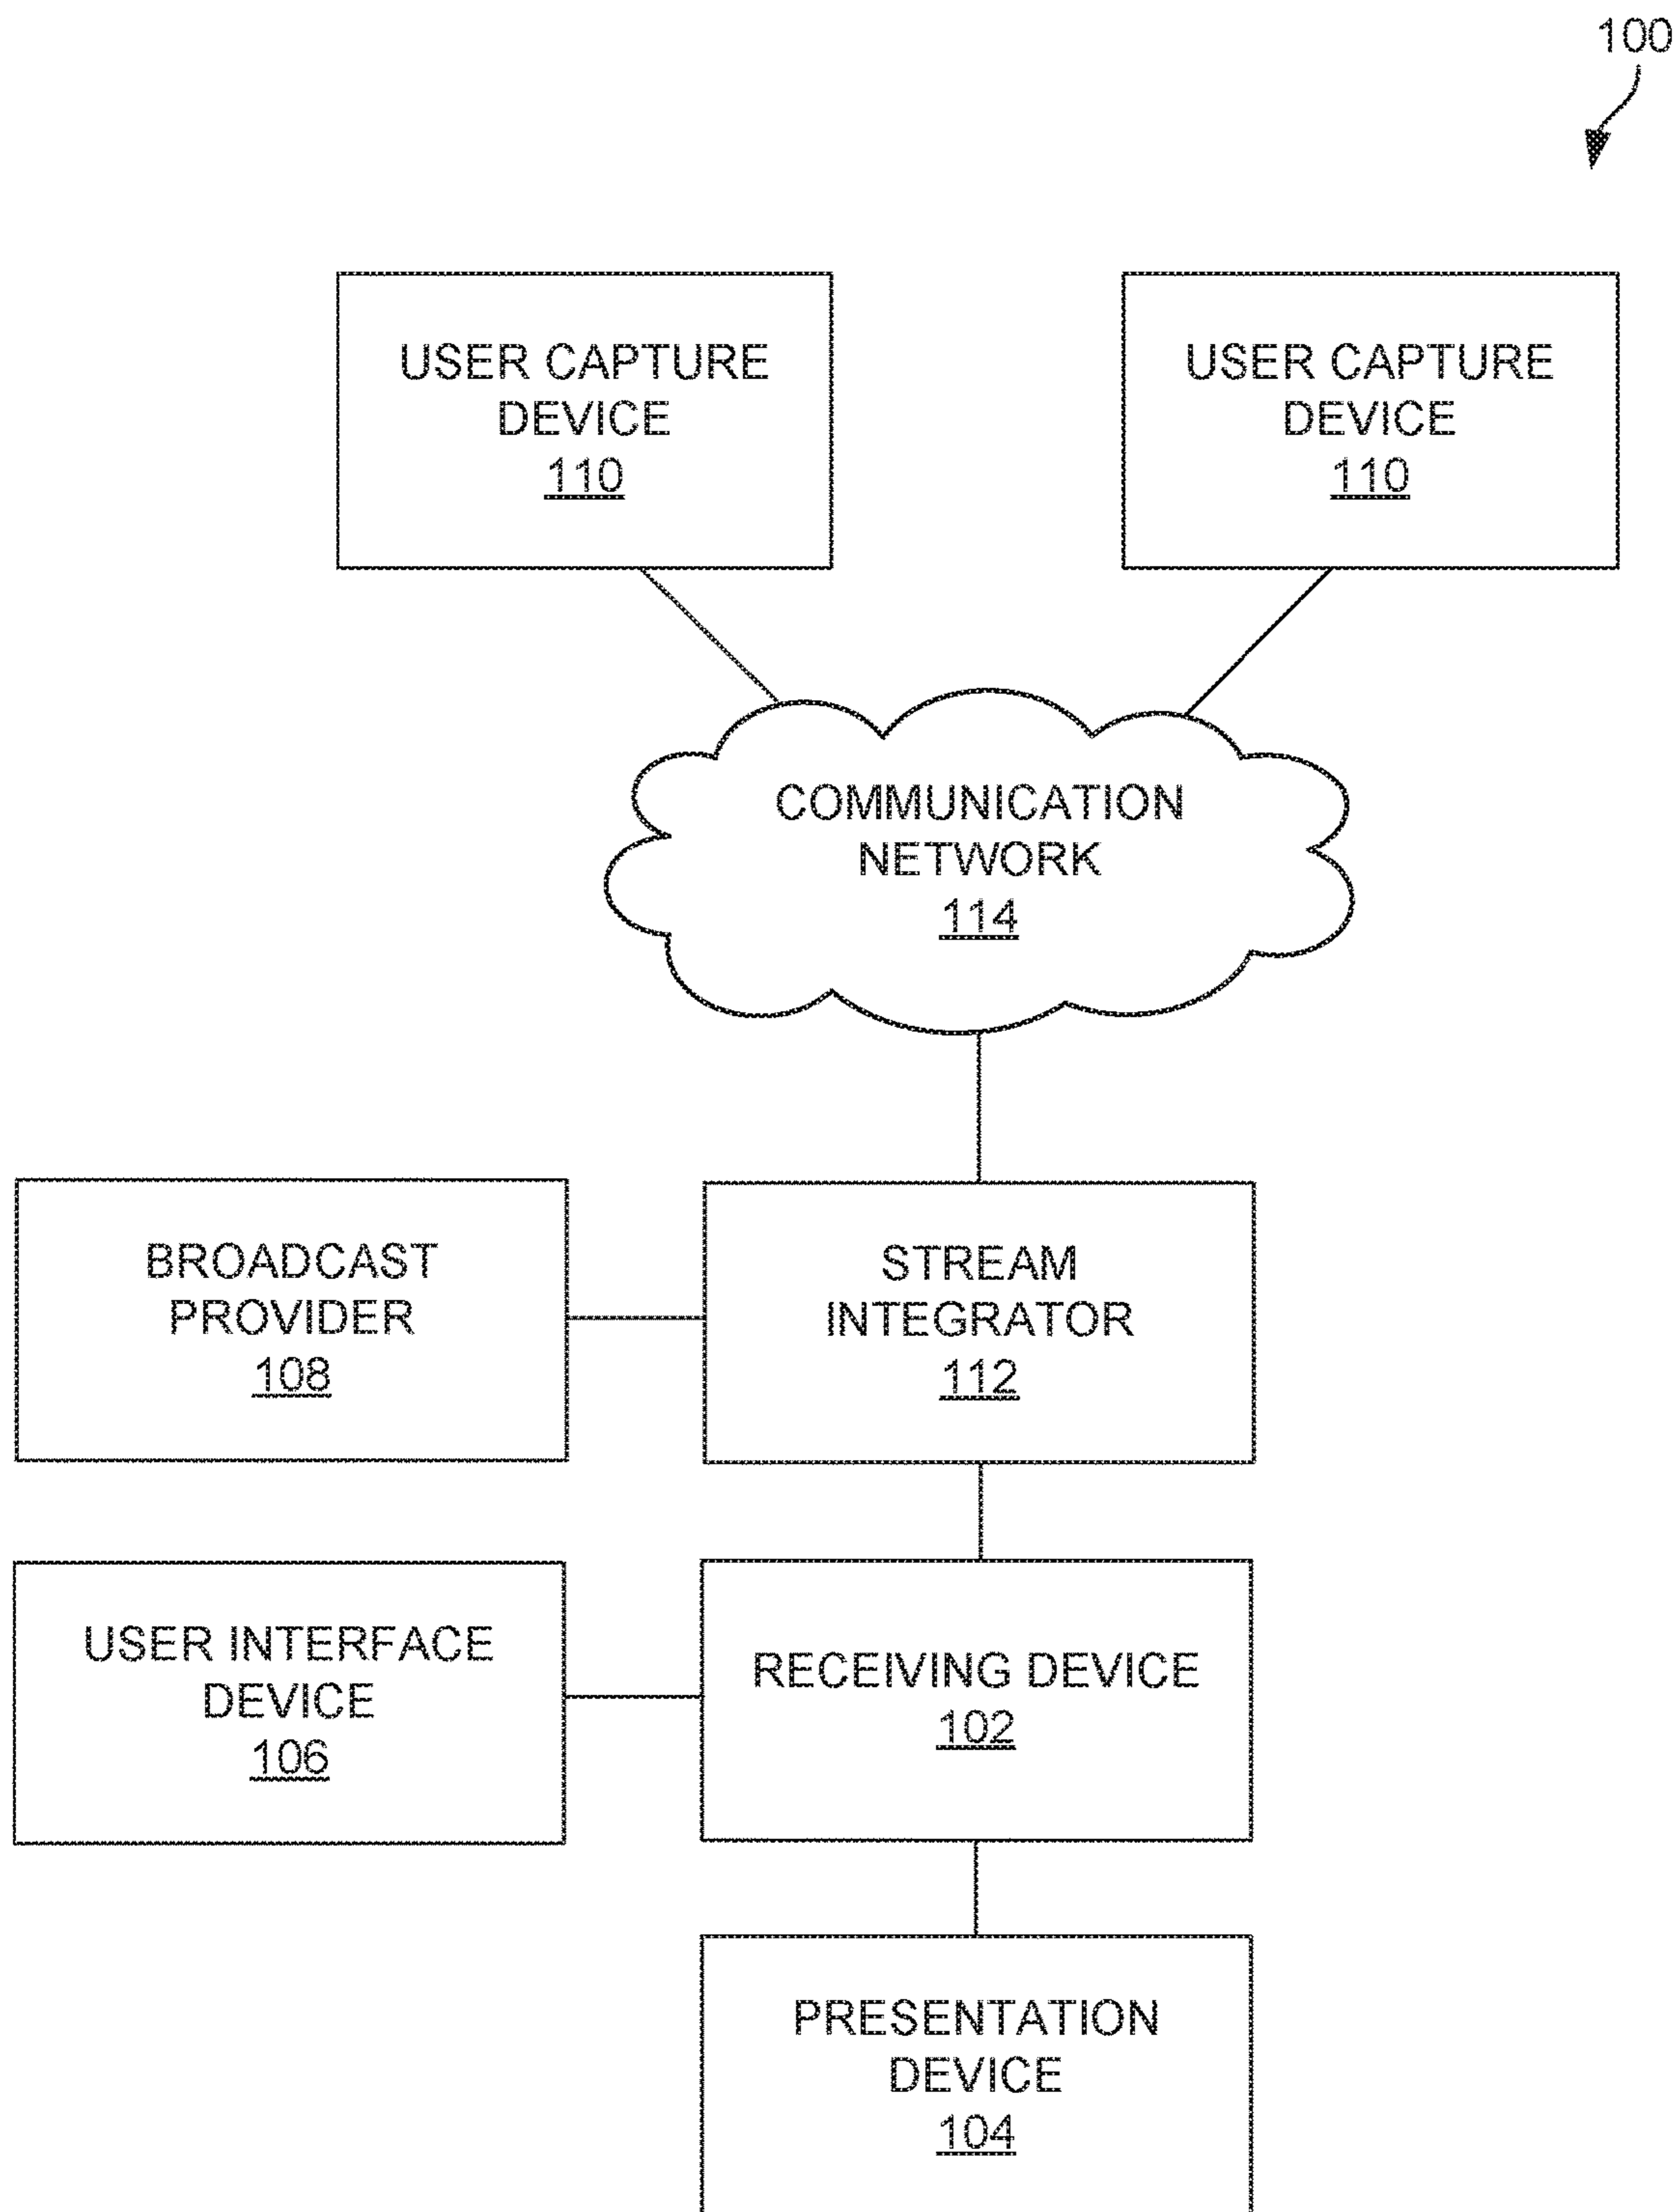 100
USER CAPTURE
DEVICE
110
USER CAPTURE
DEVICE
110
COMMUNICATION
NETWORK
114
BROADCAST
PROVIDER
108
STREAM
INTEGRATOR
112
USER INTERFACE
DEVICE
106
RECEIVING DEVICE
102
PRESENTATION
DEVICE
104